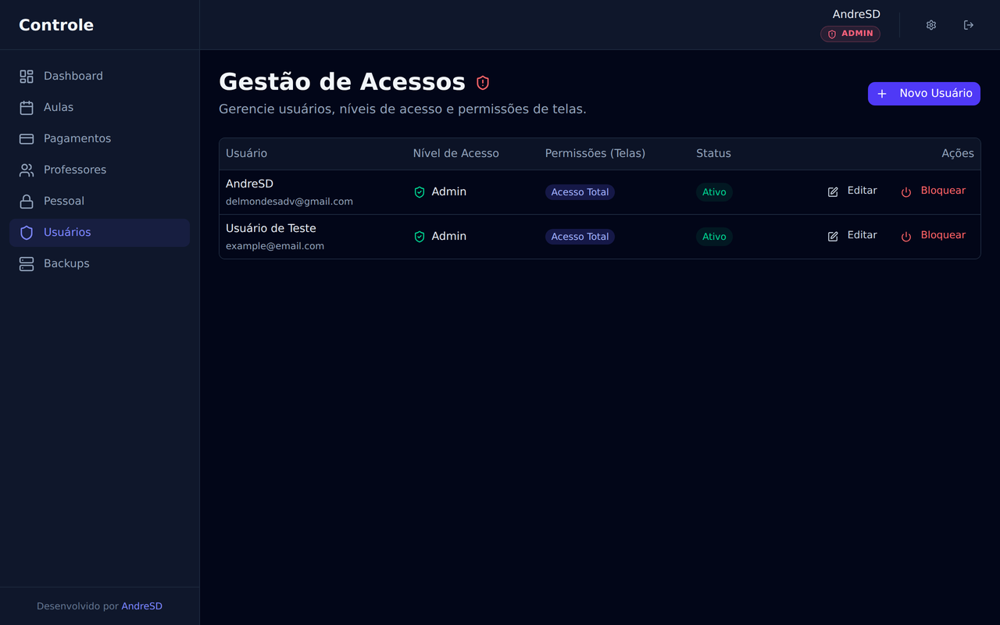 Controle
AndreSD
ADMIN
Dashboard
Aulas
Pagamentos
Professores
Pessoal
Usuários
Backups
Gestão de Acessos
Gerencie usuários, níveis de acesso e permissões de telas.
Novo Usuário
Usuário Nível de Acesso Permissões (Telas) Status Ações
AndreSD
delmondesadv@gmail.com
Admin Acesso Total Ativo Editar Bloquear
Usuário de Teste
example@email.com
Admin Acesso Total Ativo Editar Bloquear
Desenvolvido por AndreSD